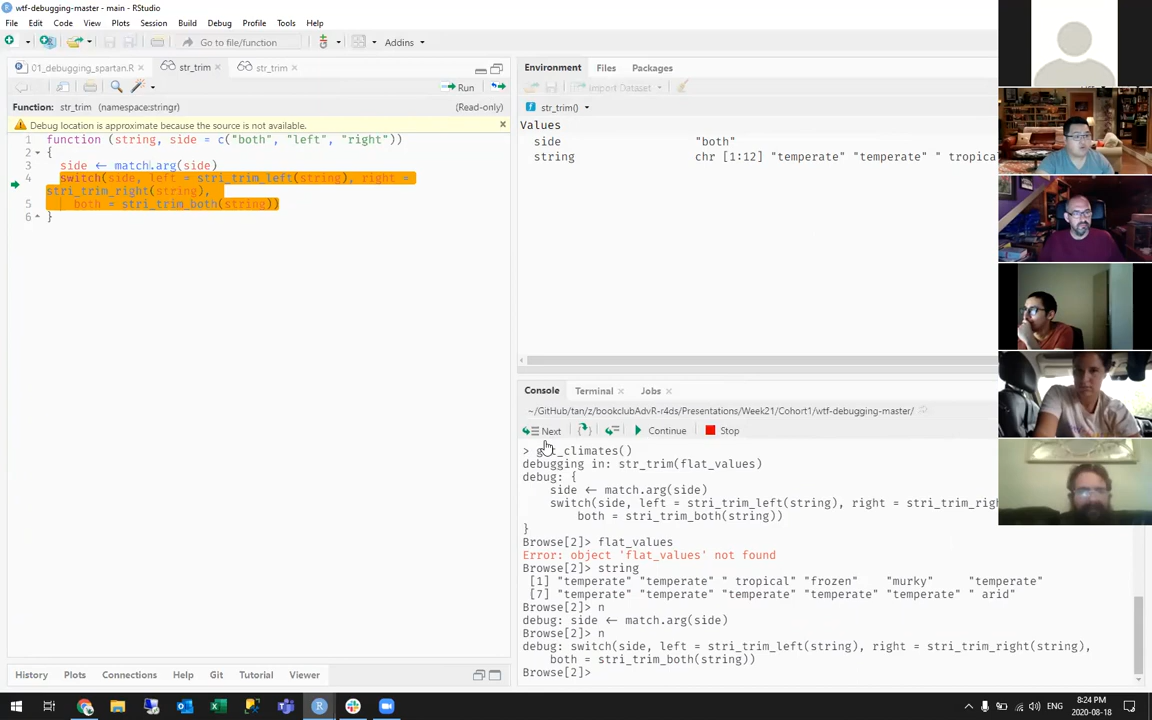 wtf-debugging-master - main - RStudio
File Edit Code View Plots Session Build Debug Profile Tools Help
Go to file/function Addins
01_debugging_spartan.R str_trim str_trim
Run
Function: str_trim (namespace:stringr) (Read-only)
Debug location is approximate because the source is not available.
1 function (string, side = c("both", "left", "right"))
2 {
3 side <- match.arg(side)
4 switch(side, left = stri_trim_left(string), right =
stri_trim_right(string),
5 both = stri_trim_both(string))
6 }
History Plots Connections Help Git Tutorial Viewer
Environment Files Packages
Import Dataset
str_trim()
Values
side "both"
string chr [1:12] "temperate" "temperate" " tropica
Console Terminal Jobs
~/GitHub/tan/z/bookclubAdvR-r4ds/Presentations/Week21/Cohort1/wtf-debugging-master/
Next Continue Stop
> get_climates()
debugging in: str_trim(flat_values)
debug: {
side <- match.arg(side)
switch(side, left = stri_trim_left(string), right = stri_trim_righ
both = stri_trim_both(string))
}
Browse[2]> flat_values
Error: object 'flat_values' not found
Browse[2]> string
[1] "temperate" "temperate" " tropical" "frozen" "murky" "temperate"
[7] "temperate" "temperate" "temperate" "temperate" "temperate" " arid"
Browse[2]> n
debug: side <- match.arg(side)
Browse[2]> n
debug: switch(side, left = stri_trim_left(string), right = stri_trim_right(string),
both = stri_trim_both(string))
Browse[2]>
ENG
8:24 PM
2020-08-18